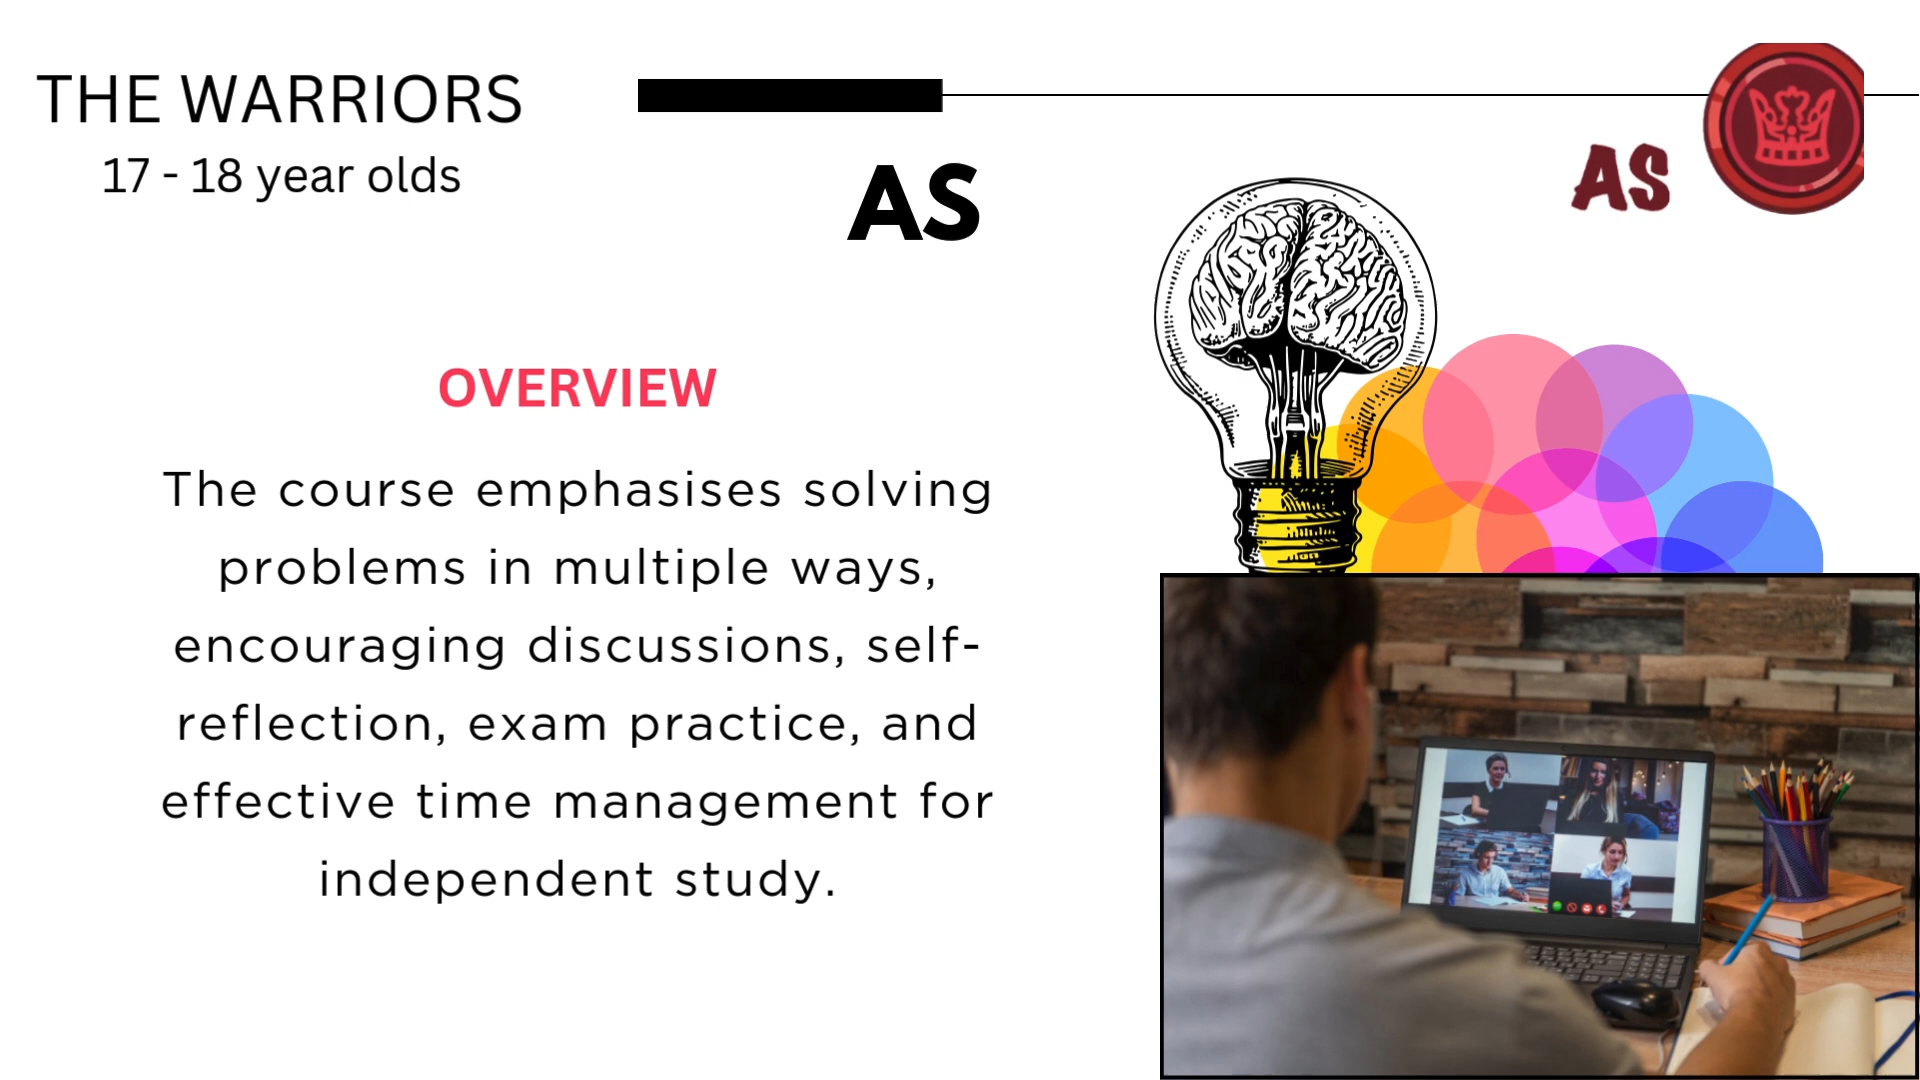 THE WARRIORS
17 - 18 year olds
AS
AS
OVERVIEW
The course emphasises solving
problems in multiple ways,
encouraging discussions, self-
reflection, exam practice, and
effective time management for
independent study.